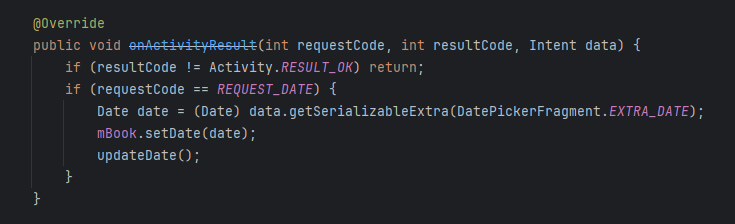 @Override
public void onActivityResult(int requestCode, int resultCode, Intent data) {
    if (resultCode != Activity.RESULT_OK) return;
    if (requestCode == REQUEST_DATE) {
        Date date = (Date) data.getSerializableExtra(DatePickerFragment.EXTRA_DATE);
        mBook.setDate(date);
        updateDate();
    }
}